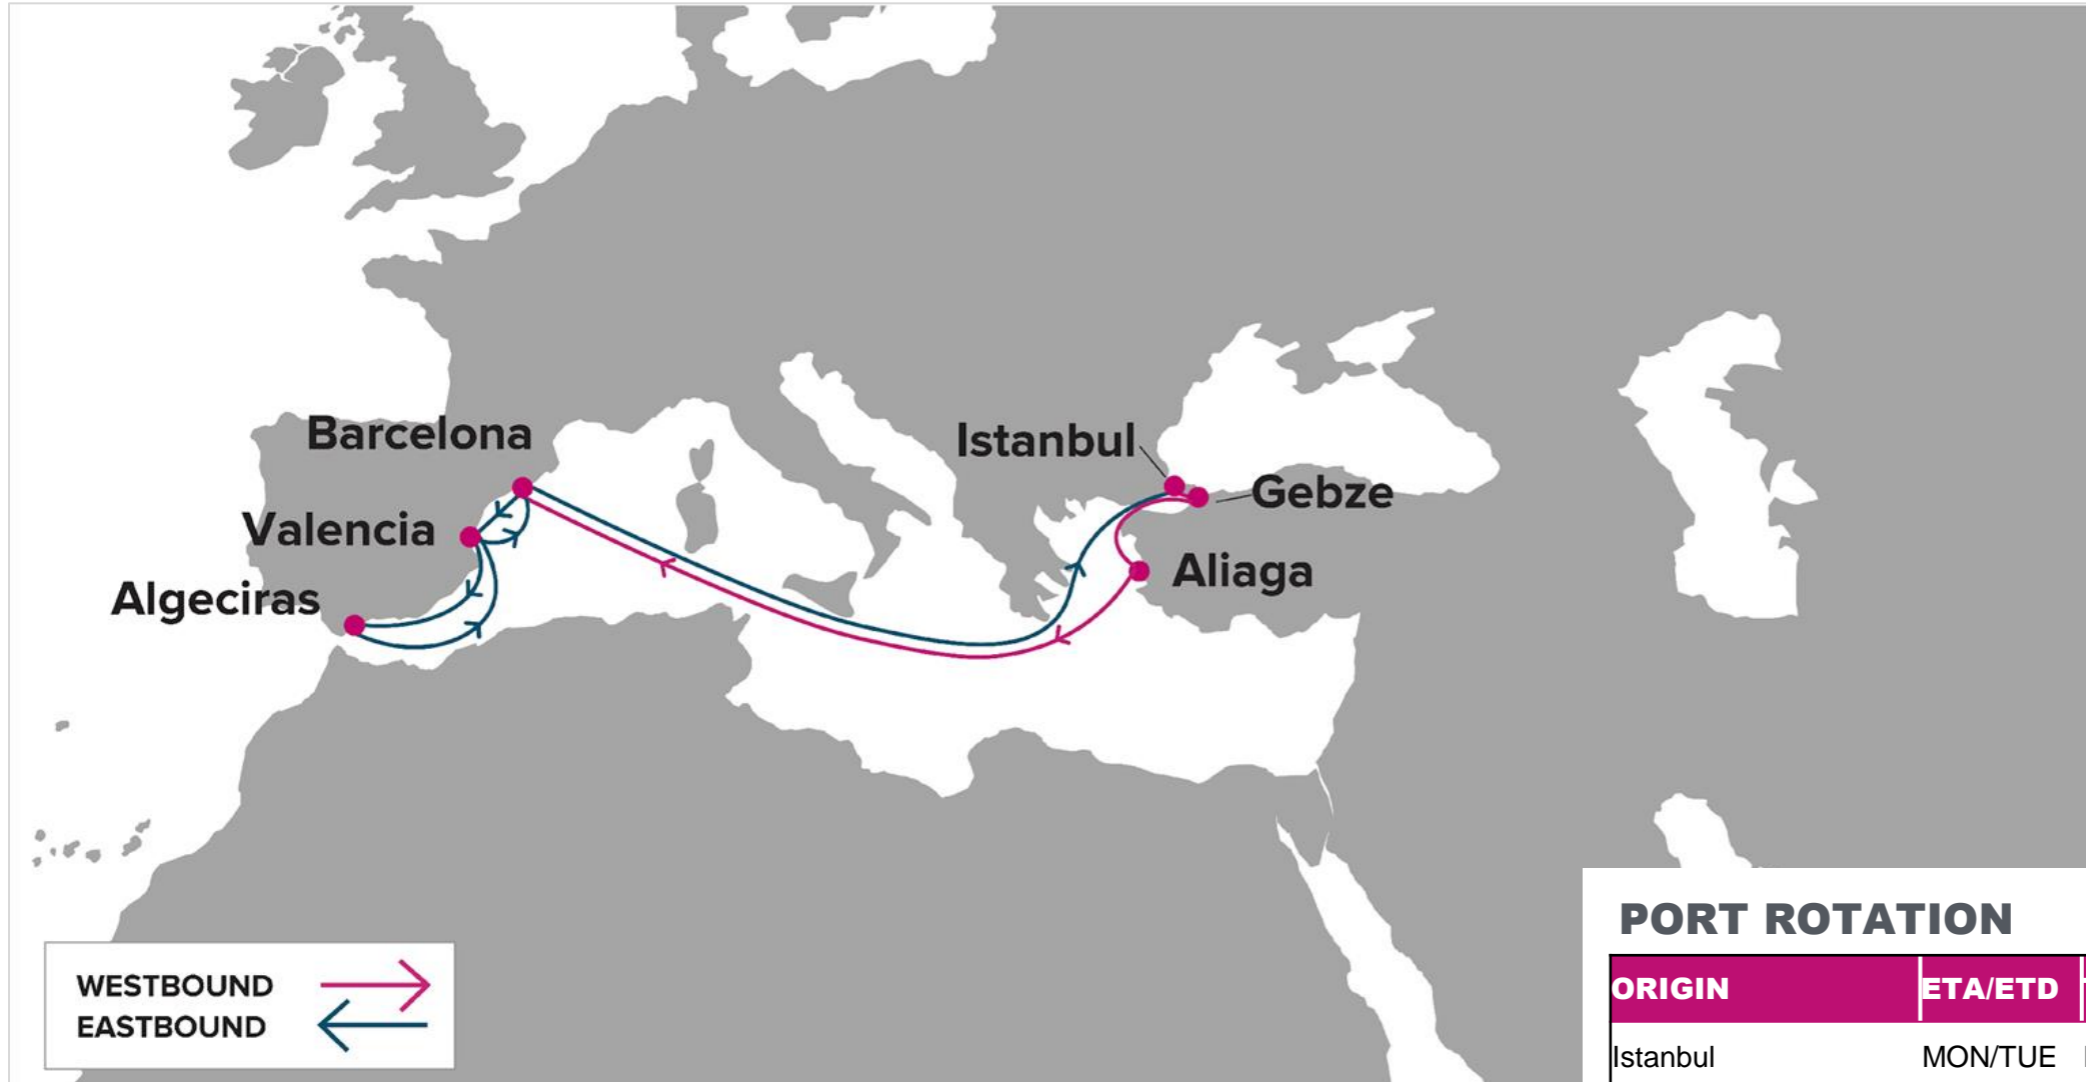 Barcelona
Istanbul
Gebze
Valencia
Aliaga
Algeciras
WESTBOUND
EASTBOUND
PORT ROTATION
ORIGIN ETA/ETD
Istanbul MON/TUE